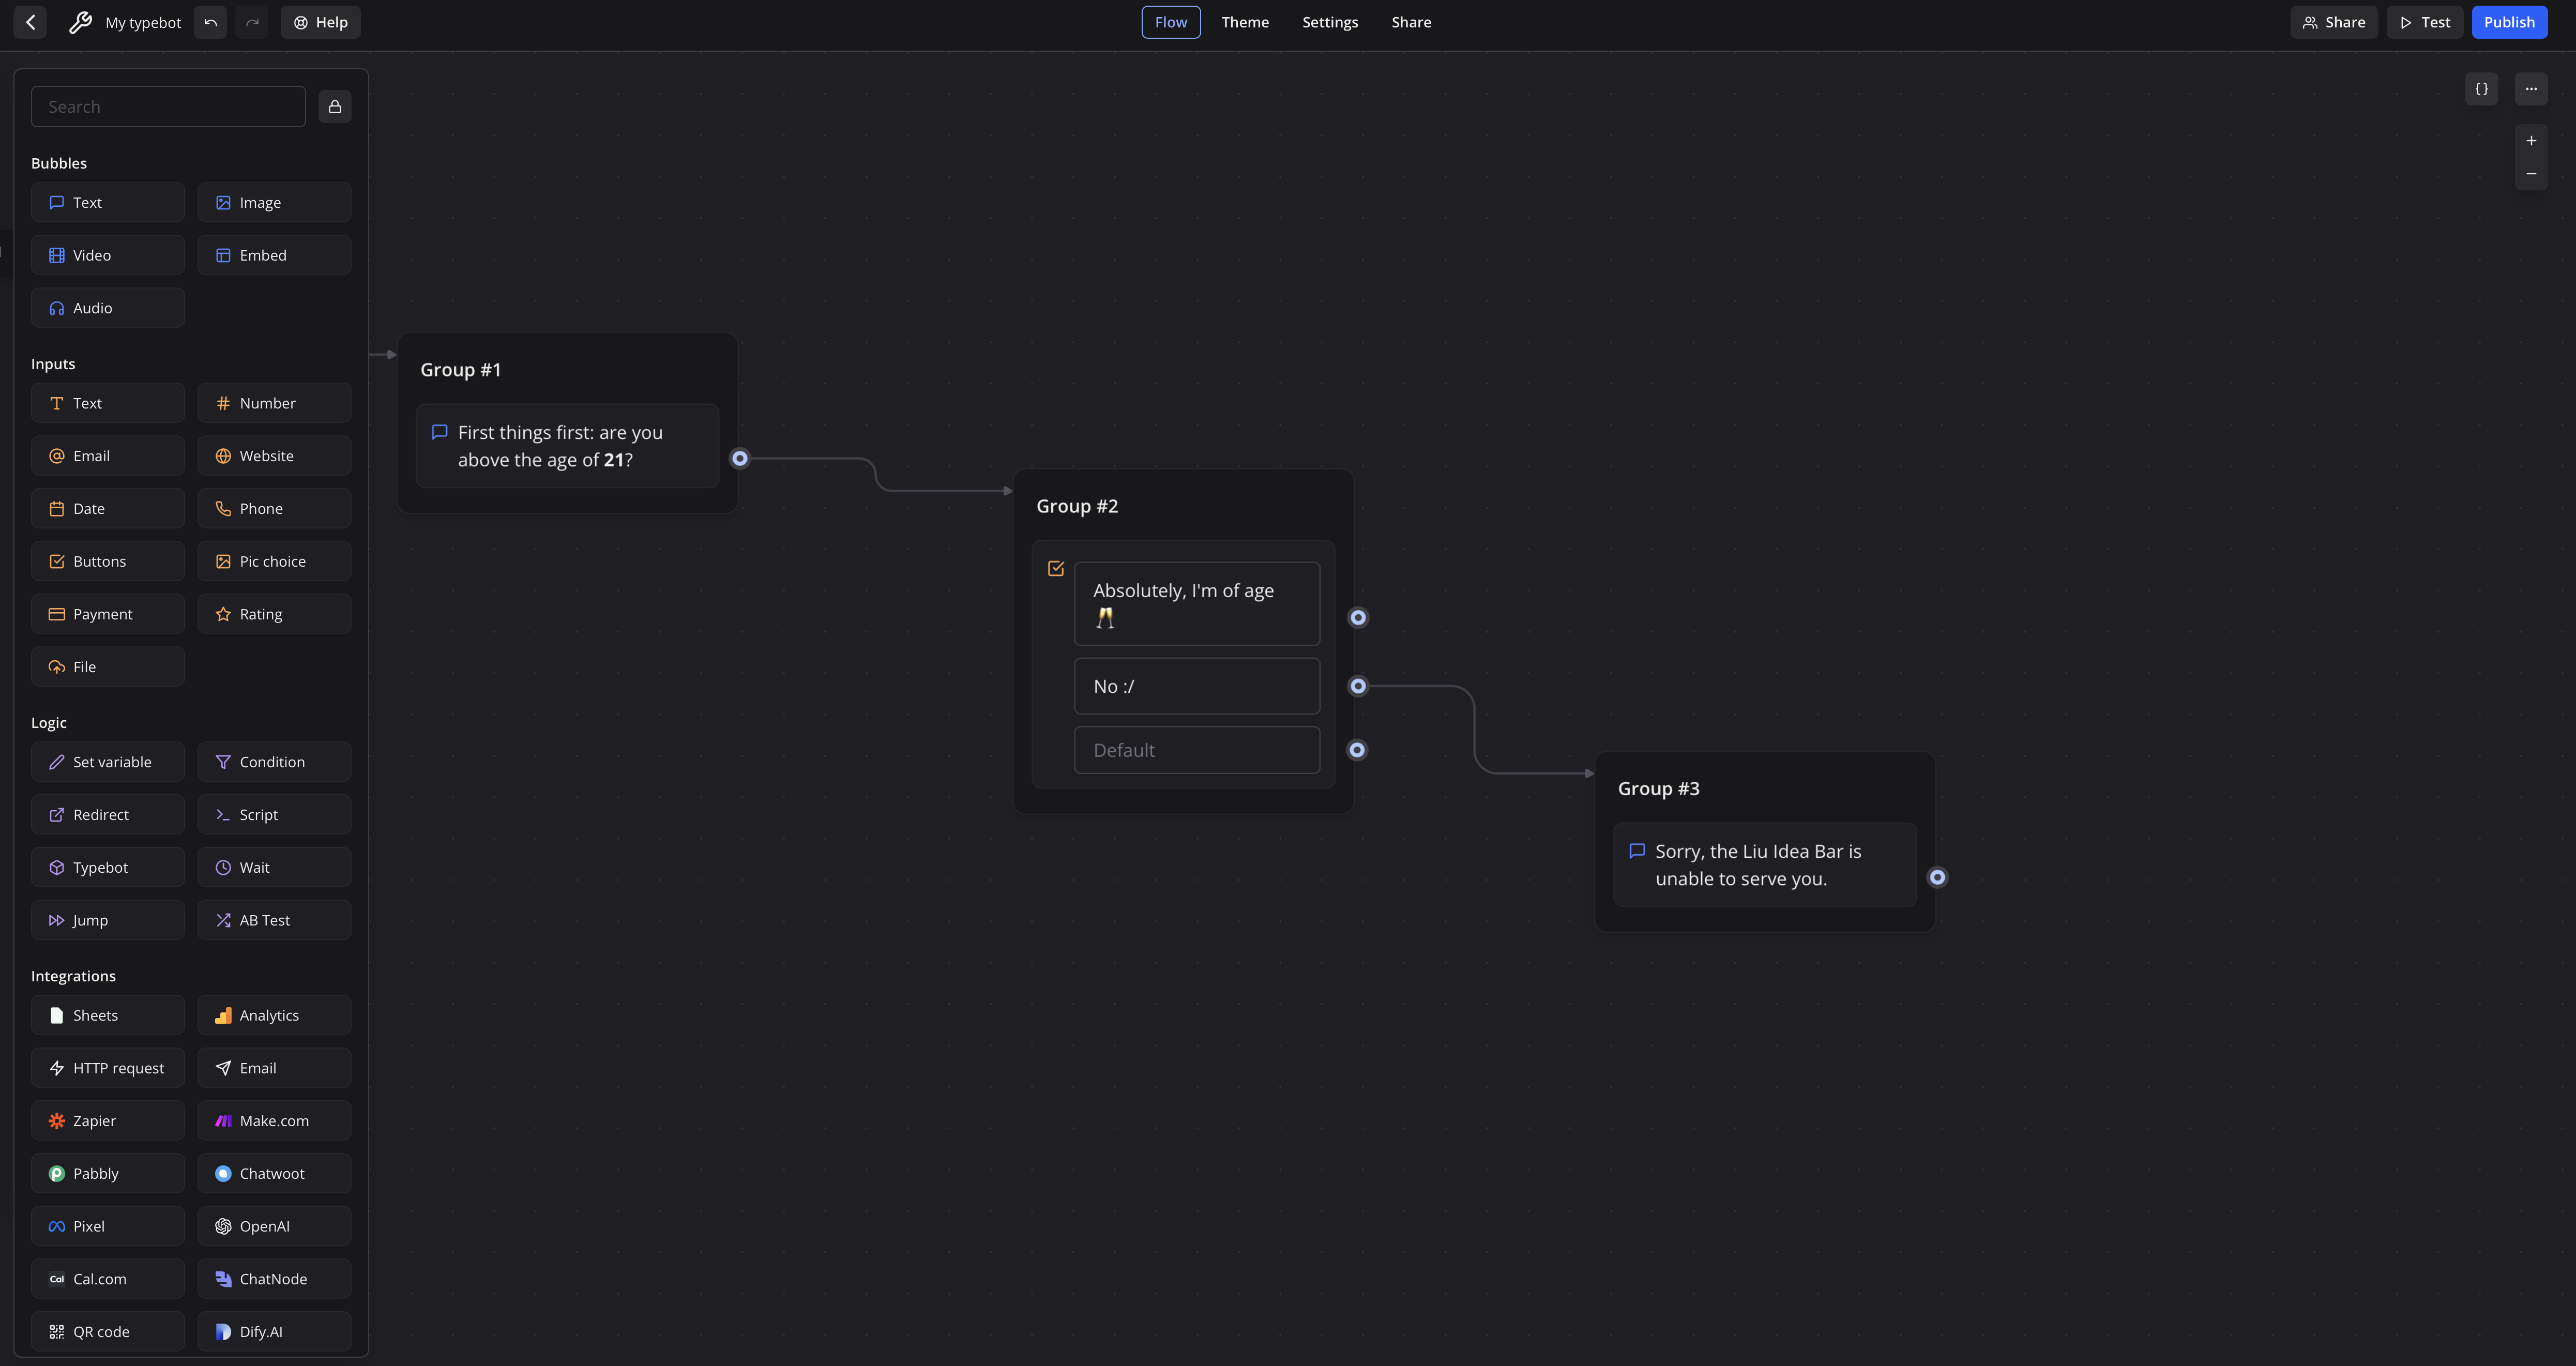 My typebot
Help
Flow
Theme
Settings
Share
Share
Test
Publish
Search
Bubbles
Text
Image
Video
Embed
Audio
Inputs
Text
Number
Email
Website
Date
Phone
Buttons
Pic choice
Payment
Rating
File
Logic
Set variable
Condition
Redirect
Script
Typebot
Wait
Jump
AB Test
Integrations
Sheets
Analytics
HTTP request
Email
Zapier
Make.com
Pabbly
Chatwoot
Pixel
OpenAI
Cal
Cal.com
ChatNode
QR code
Dify.AI
Group #1
First things first: are you
above the age of 21?
Group #2
Absolutely, I'm of age
🥂
No :/
Default
Group #3
Sorry, the Liu Idea Bar is
unable to serve you.